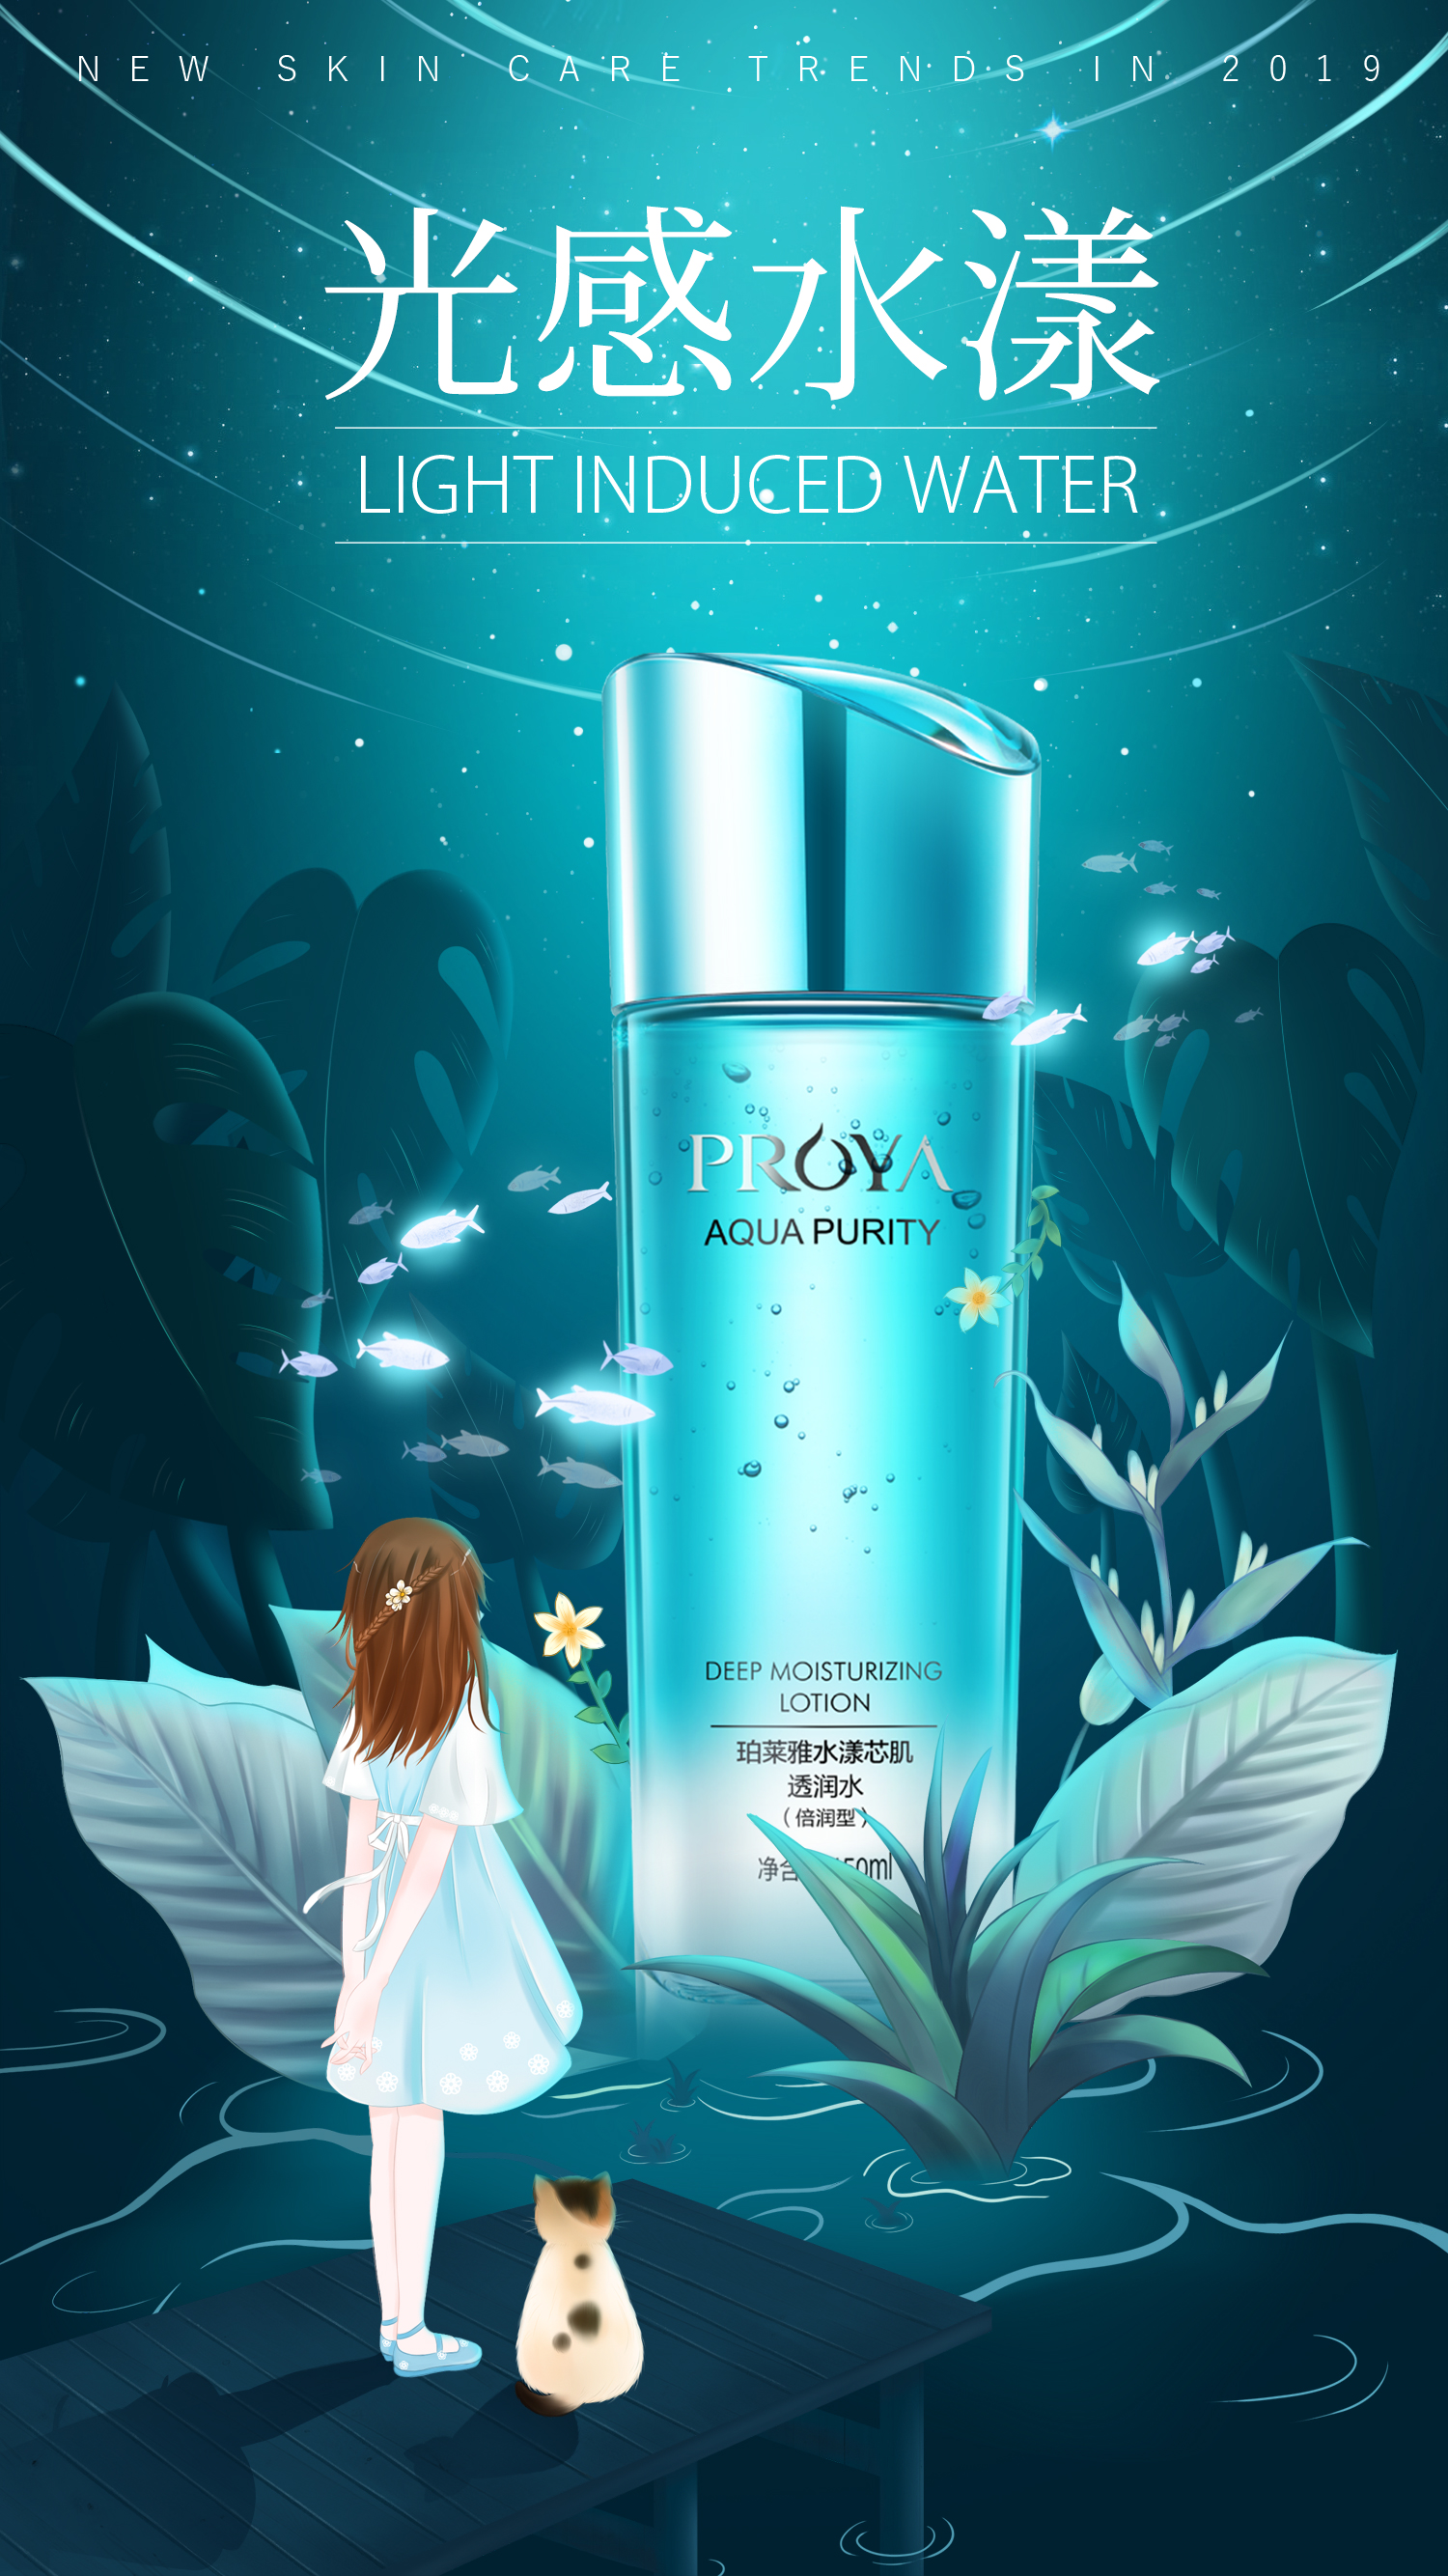 NEW SKIN CARE TRENDS IN 2019
光感水漾
LIGHT INDUCED WATER
PROYA
AQUA PURITY
DEEP MOISTURIZING
LOTION
珀莱雅水漾芯肌
透润水
（倍润型）